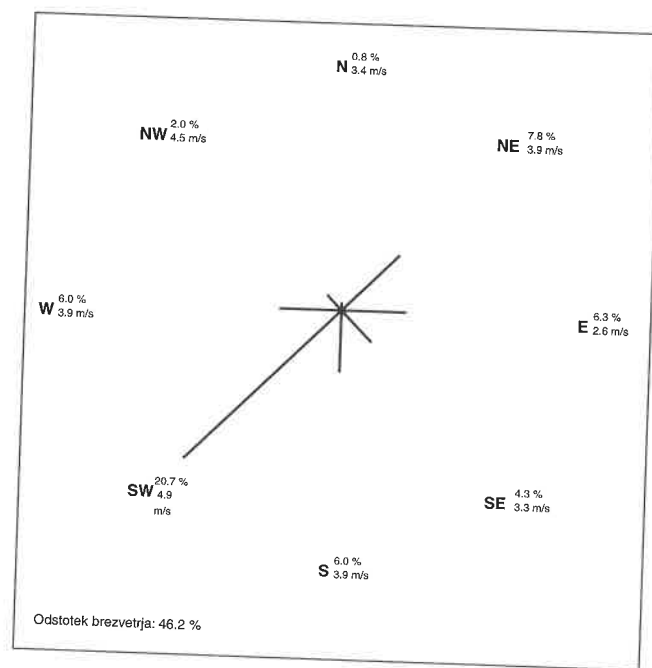 N 0.8 %
3.4 m/s
NW 2.0 %
4.5 m/s
NE 7.8 %
3.9 m/s
W 6.0 %
3.9 m/s
E 6.3 %
2.6 m/s
SW 20.7 %
4.9
m/s
SE 4.3 %
3.3 m/s
S 6.0 %
3.9 m/s
Odstotek brezvetrja: 46.2 %